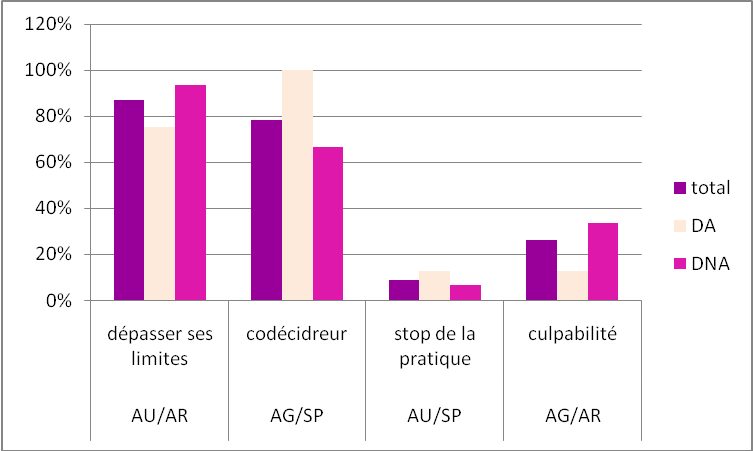 120%
100%
80%
60%
40%
20%
0%
total
DA
DNA
dépasser ses
limites
codécidreur
stop de la
pratique
culpabilité
AU/AR
AG/SP
AU/SP
AG/AR